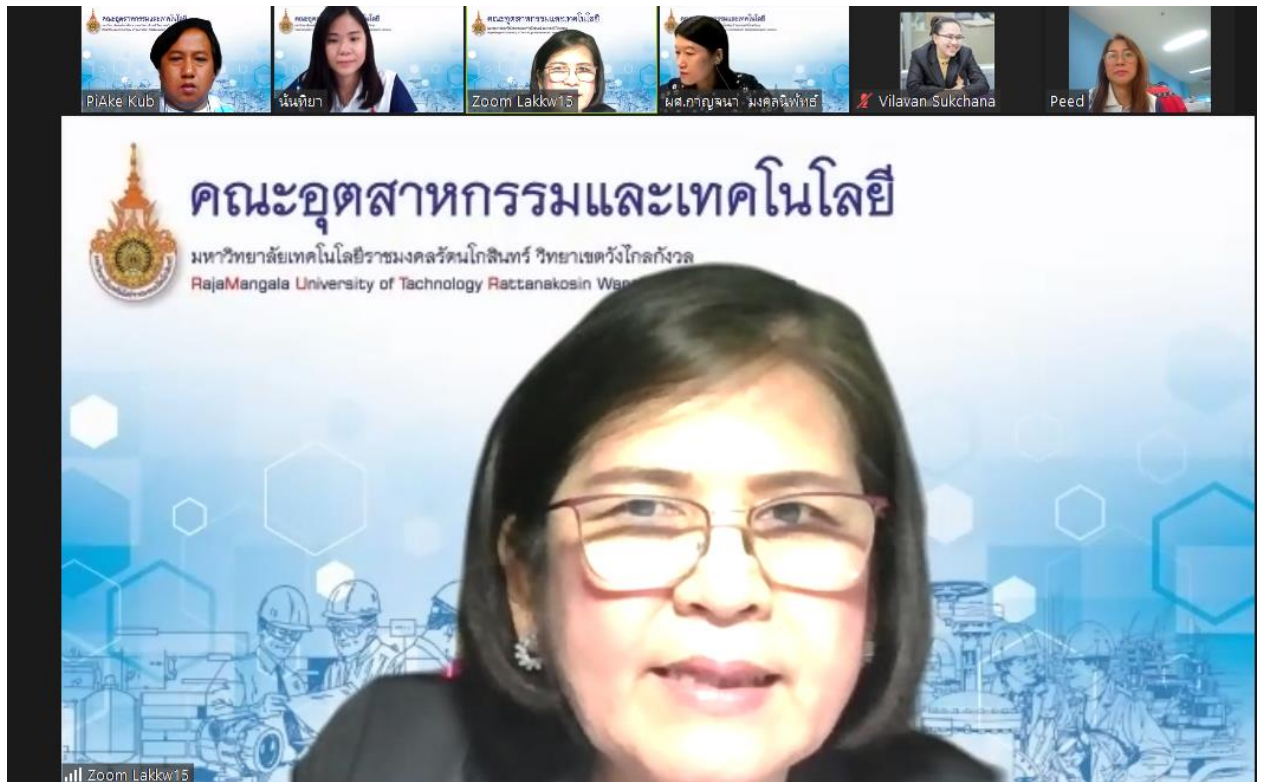 PiAke Kub
นันทิยา
Zoom Lakkw15
ผศ.กาญจนา มงคลนิพัทธ์
Vilavan Sukchana
Peed
คณะอุตสาหกรรมและเทคโนโลยี
มหาวิทยาลัยเทคโนโลยีราชมงคลรัตนโกสินทร์ วิทยาเขตวังไกลกังวล
RajaMangala University of Tachnology Rattanakosin
Zoom Lakkw15